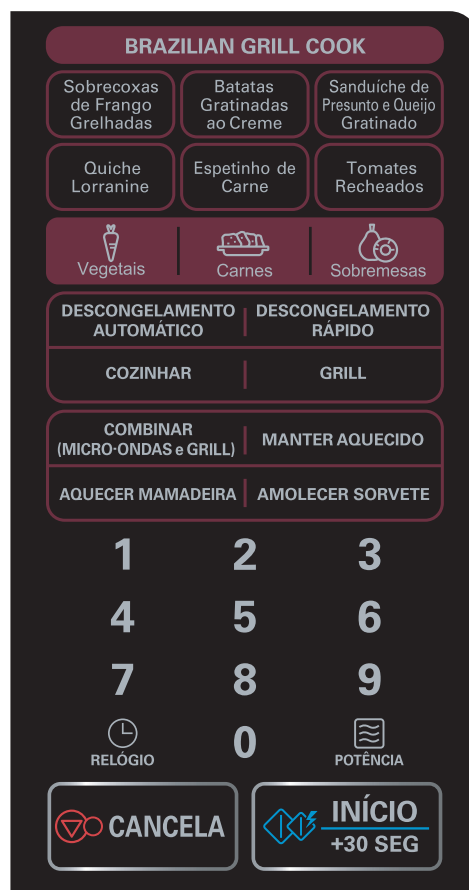 BRAZILIAN GRILL COOK
Sobrecoxas
de Frango
Grelhadas
Batatas
Gratinadas
ao Creme
Sanduíche de
Presunto e Queijo
Gratinado
Quiche
Lorranine
Espetinho de
Carne
Tomates
Recheados
Vegetais
Carnes
Sobremesas
DESCONGELAMENTO
AUTOMÁTICO
DESCONGELAMENTO
RÁPIDO
COZINHAR
GRILL
COMBINAR
(MICRO-ONDAS e GRILL)
MANTER AQUECIDO
AQUECER MAMADEIRA
AMOLECER SORVETE
1 2 3
4 5 6
7 8 9
RELÓGIO
0
POTÊNCIA
CANCELA
INÍCIO
+30 SEG